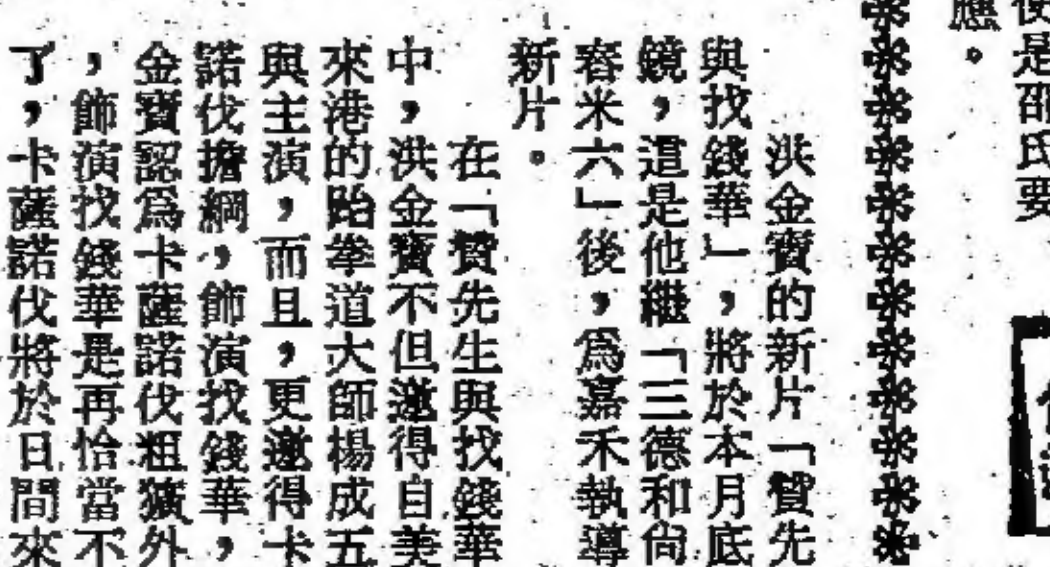 便是邵氏要
應。
洪金寶的新片「贊先
與找錢華」,將於本月底
鏡,這是他繼「三德和尚
舂米六」後,爲嘉禾執導
新片。
在「贊先生與找錢華
中,洪金寶不但邀得自美
來港的跆拳道大師楊成五
與主演,而且,更邀得卡
諾伐擔綱,飾演找錢華,
金寶認爲卡薩諾伐粗獷外
,飾演找錢華是再恰當不
了,卡薩諾伐將於日間來